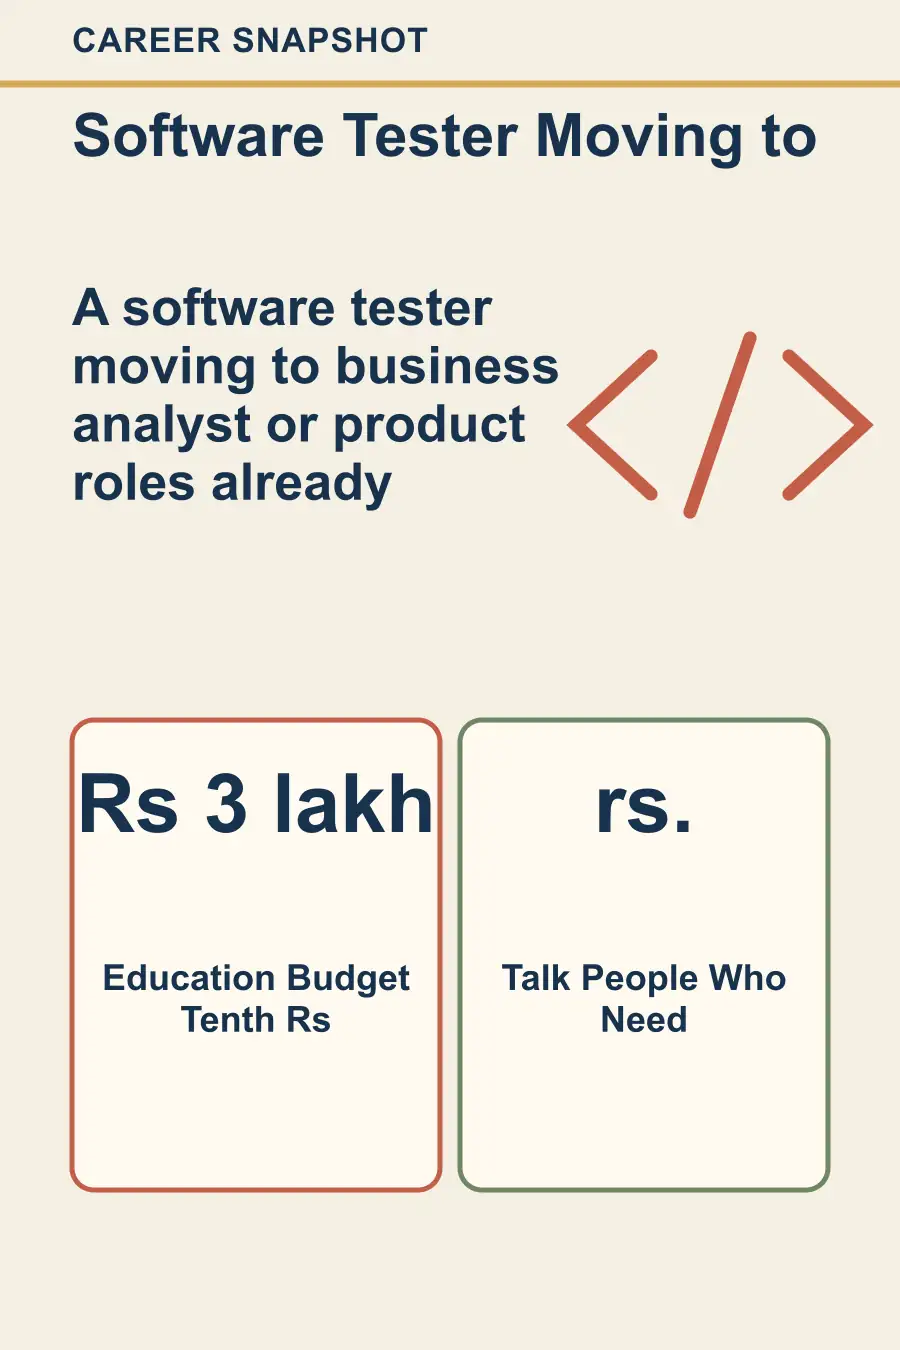 CAREER SNAPSHOT
Software Tester Moving to
A software tester
moving to business
analyst or product
roles already
Rs 3 lakh
Education Budget
Tenth Rs
rs.
Talk People Who
Need